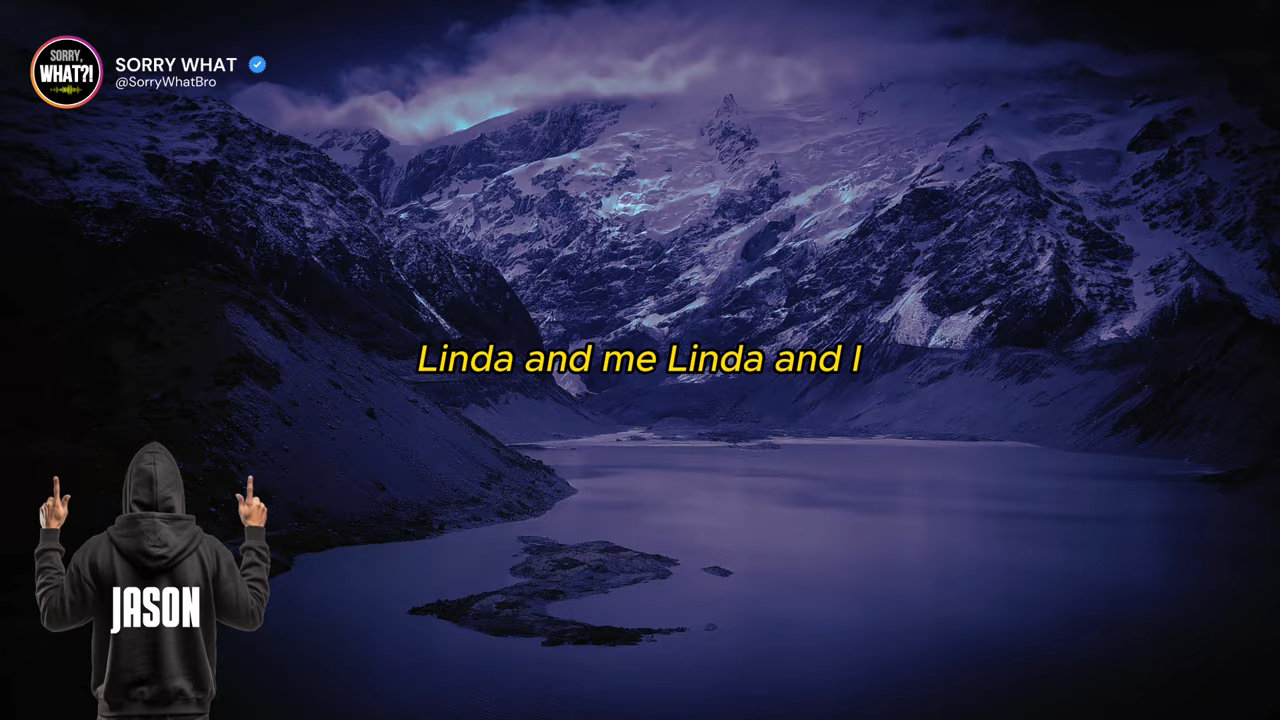 SORRY,
WHAT?!
SORRY WHAT
@SorryWhatBro
Linda and me Linda and I
JASON